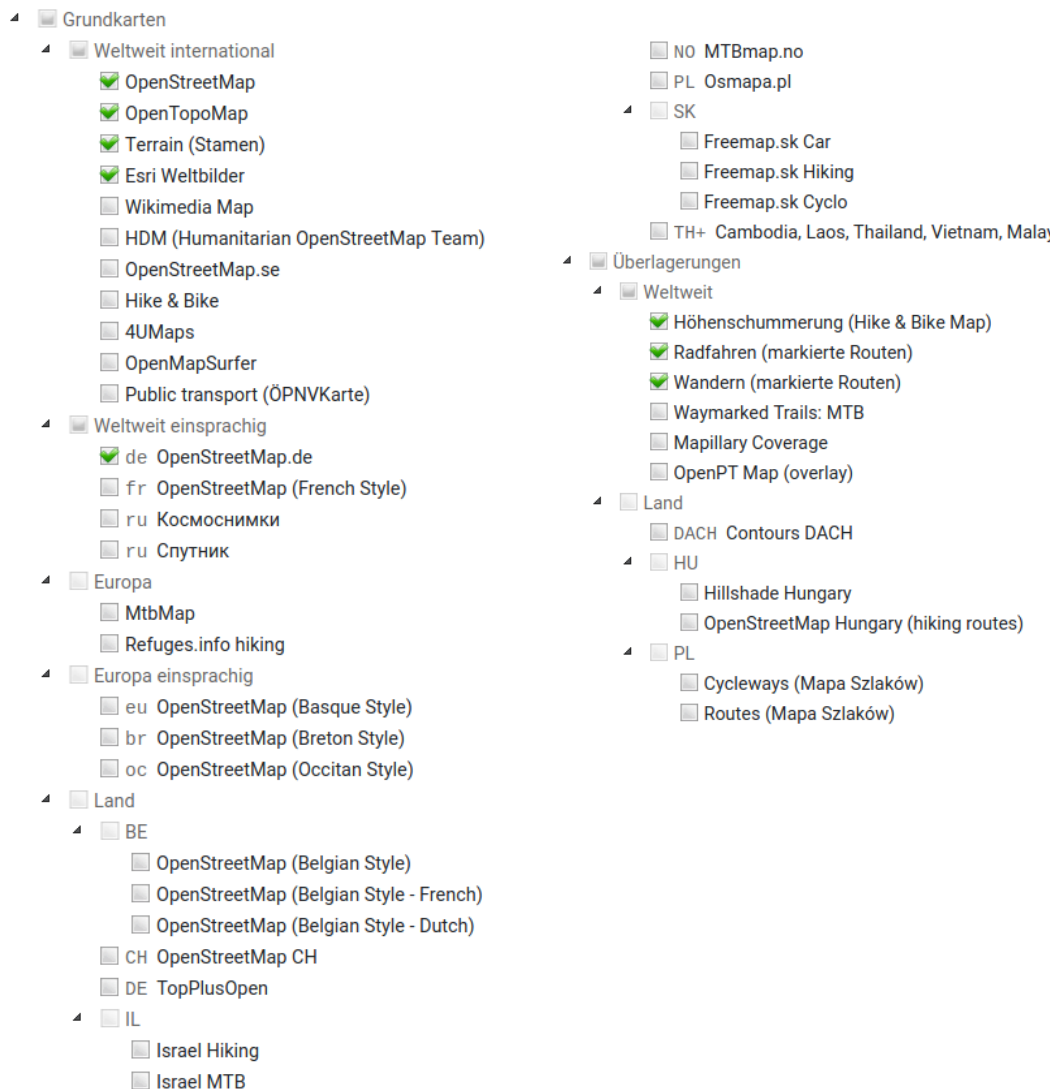 Grundkarten
Weltweit international
OpenStreetMap
OpenTopoMap
Terrain (Stamen)
Esri Weltbilder
Wikimedia Map
HDM (Humanitarian OpenStreetMap Team)
OpenStreetMap.se
Hike & Bike
4UMaps
OpenMapSurfer
Public transport (ÖPNVKarte)
Weltweit einsprachig
de OpenStreetMap.de
fr OpenStreetMap (French Style)
ru Космоснимки
ru Спутник
Europa
MtbMap
Refuges.info hiking
Europa einsprachig
eu OpenStreetMap (Basque Style)
br OpenStreetMap (Breton Style)
oc OpenStreetMap (Occitan Style)
Land
BE
OpenStreetMap (Belgian Style)
OpenStreetMap (Belgian Style - French)
OpenStreetMap (Belgian Style - Dutch)
CH OpenStreetMap CH
DE TopPlusOpen
IL
Israel Hiking
Israel MTB
NO MTBmap.no
PL Osmapa.pl
SK
Freemap.sk Car
Freemap.sk Hiking
Freemap.sk Cyclo
TH+ Cambodia, Laos, Thailand, Vietnam, Malay
Überlagerungen
Weltweit
Höhenschummerung (Hike & Bike Map)
Radfahren (markierte Routen)
Wandern (markierte Routen)
Waymarked Trails: MTB
Mapillary Coverage
OpenPT Map (overlay)
Land
DACH Contours DACH
HU
Hillshade Hungary
OpenStreetMap Hungary (hiking routes)
PL
Cycleways (Mapa Szlaków)
Routes (Mapa Szlaków)